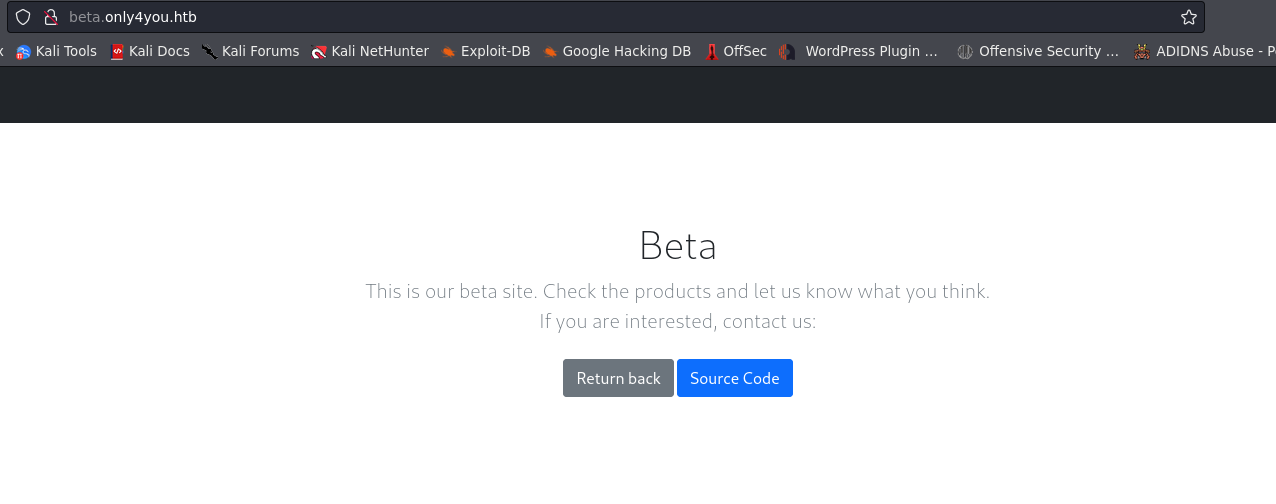 beta.only4you.htb
Kali Tools Kali Docs Kali Forums Kali NetHunter Exploit-DB Google Hacking DB OffSec WordPress Plugin … Offensive Security … ADIDNS Abuse - P
Beta
This is our beta site. Check the products and let us know what you think.
If you are interested, contact us:
Return back Source Code